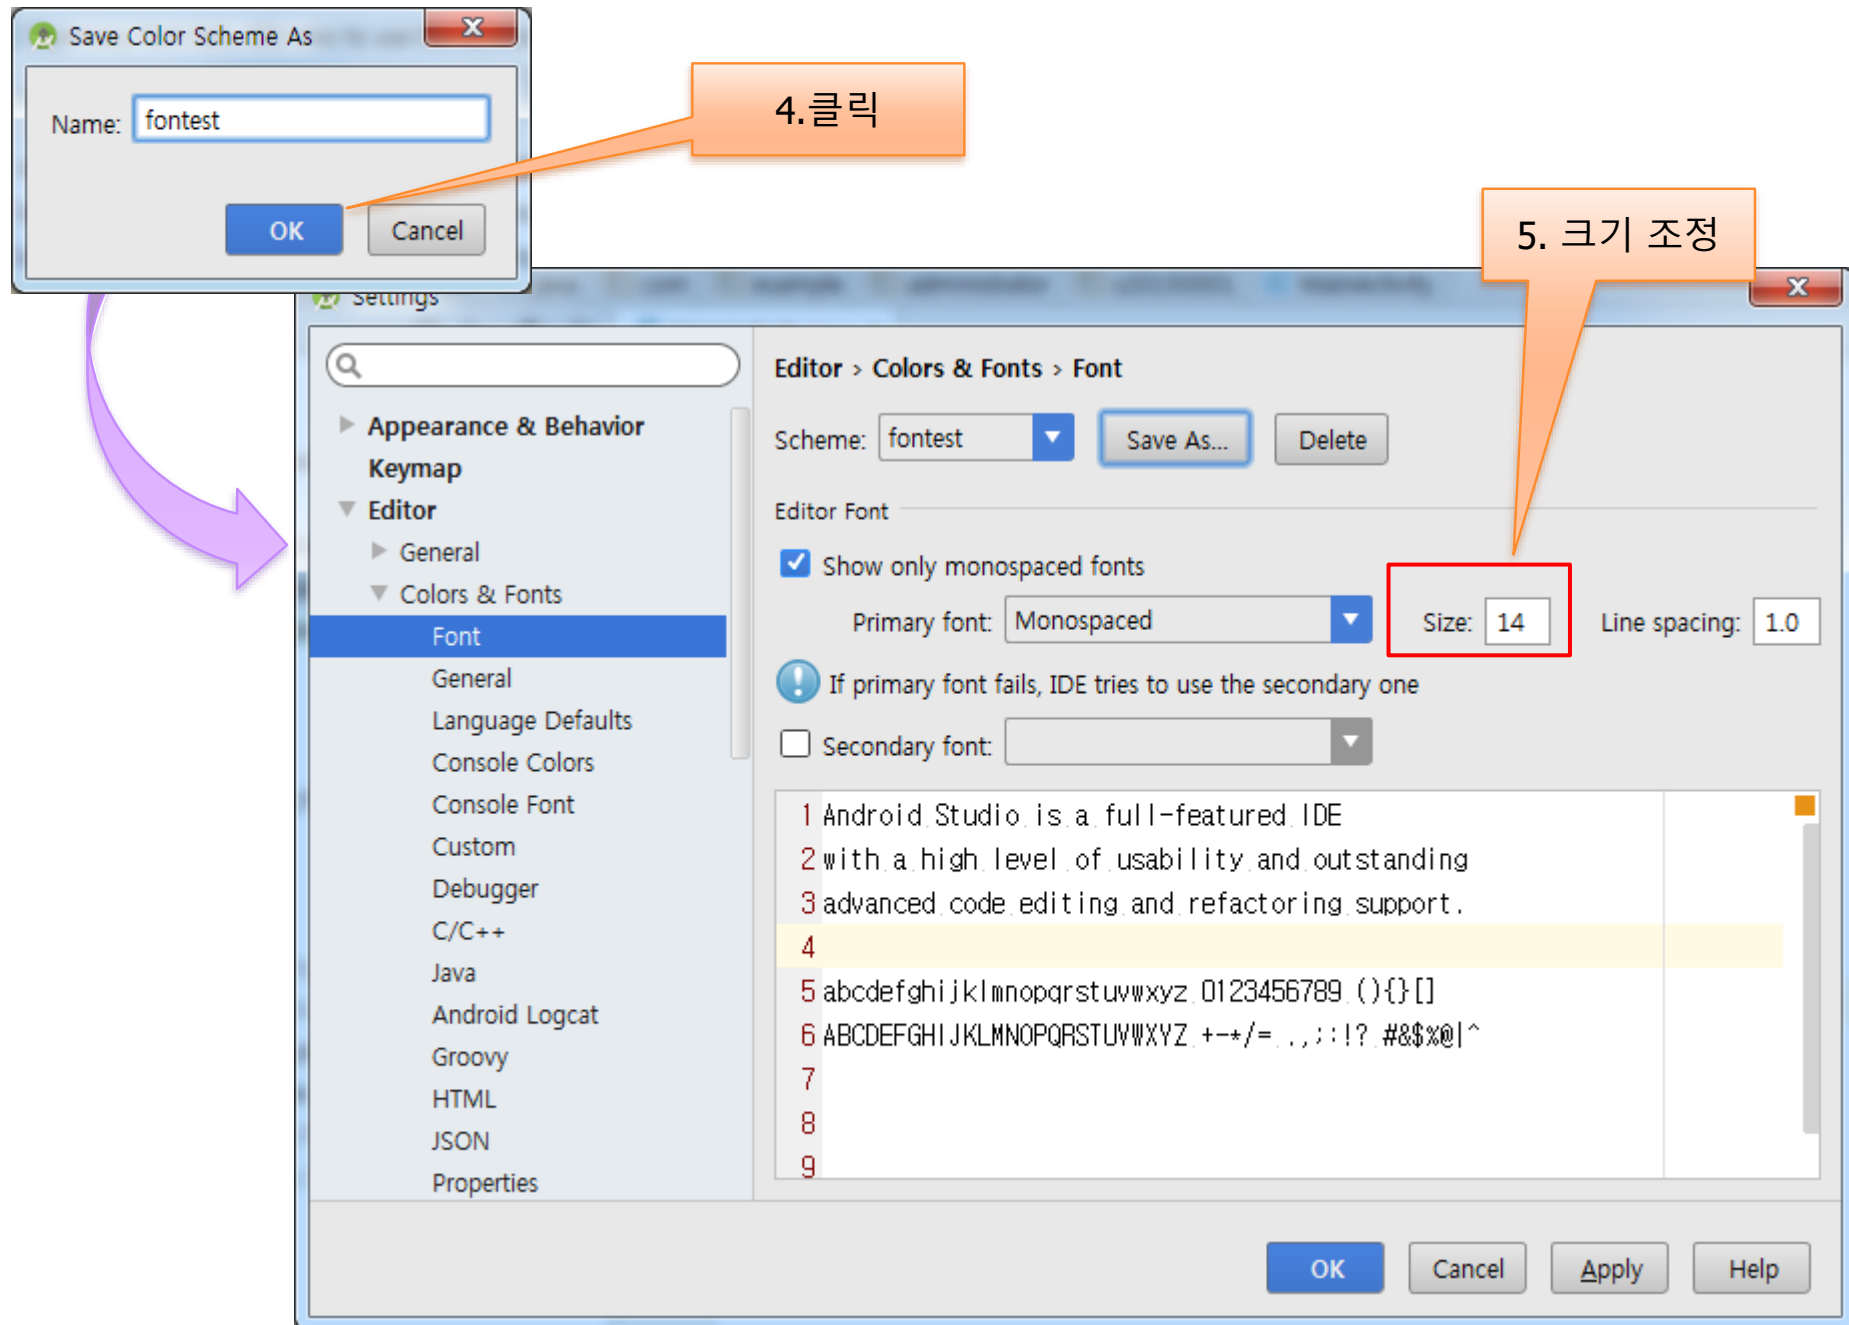 Save Color Scheme As
Name: fontest
OK Cancel
4.클릭
5. 크기 조정
Settings
Appearance & Behavior
Keymap
Editor
General
Colors & Fonts
Font
General
Language Defaults
Console Colors
Console Font
Custom
Debugger
C/C++
Java
Android Logcat
Groovy
HTML
JSON
Properties
Editor > Colors & Fonts > Font
Scheme: fontest Save As... Delete
Editor Font
Show only monospaced fonts
Primary font: Monospaced Size: 14 Line spacing: 1.0
If primary font fails, IDE tries to use the secondary one
Secondary font:
1 Android Studio is a full-featured IDE
2 with a high level of usability and outstanding
3 advanced code editing and refactoring support.
4
5 abcdefghijklmnopqrstuvwxyz 0123456789 (){}[]
6 ABCDEFGHIJKLMNOPQRSTUVWXYZ +-*/= .,;:!? #&$%@|^
7
8
9
OK Cancel Apply Help